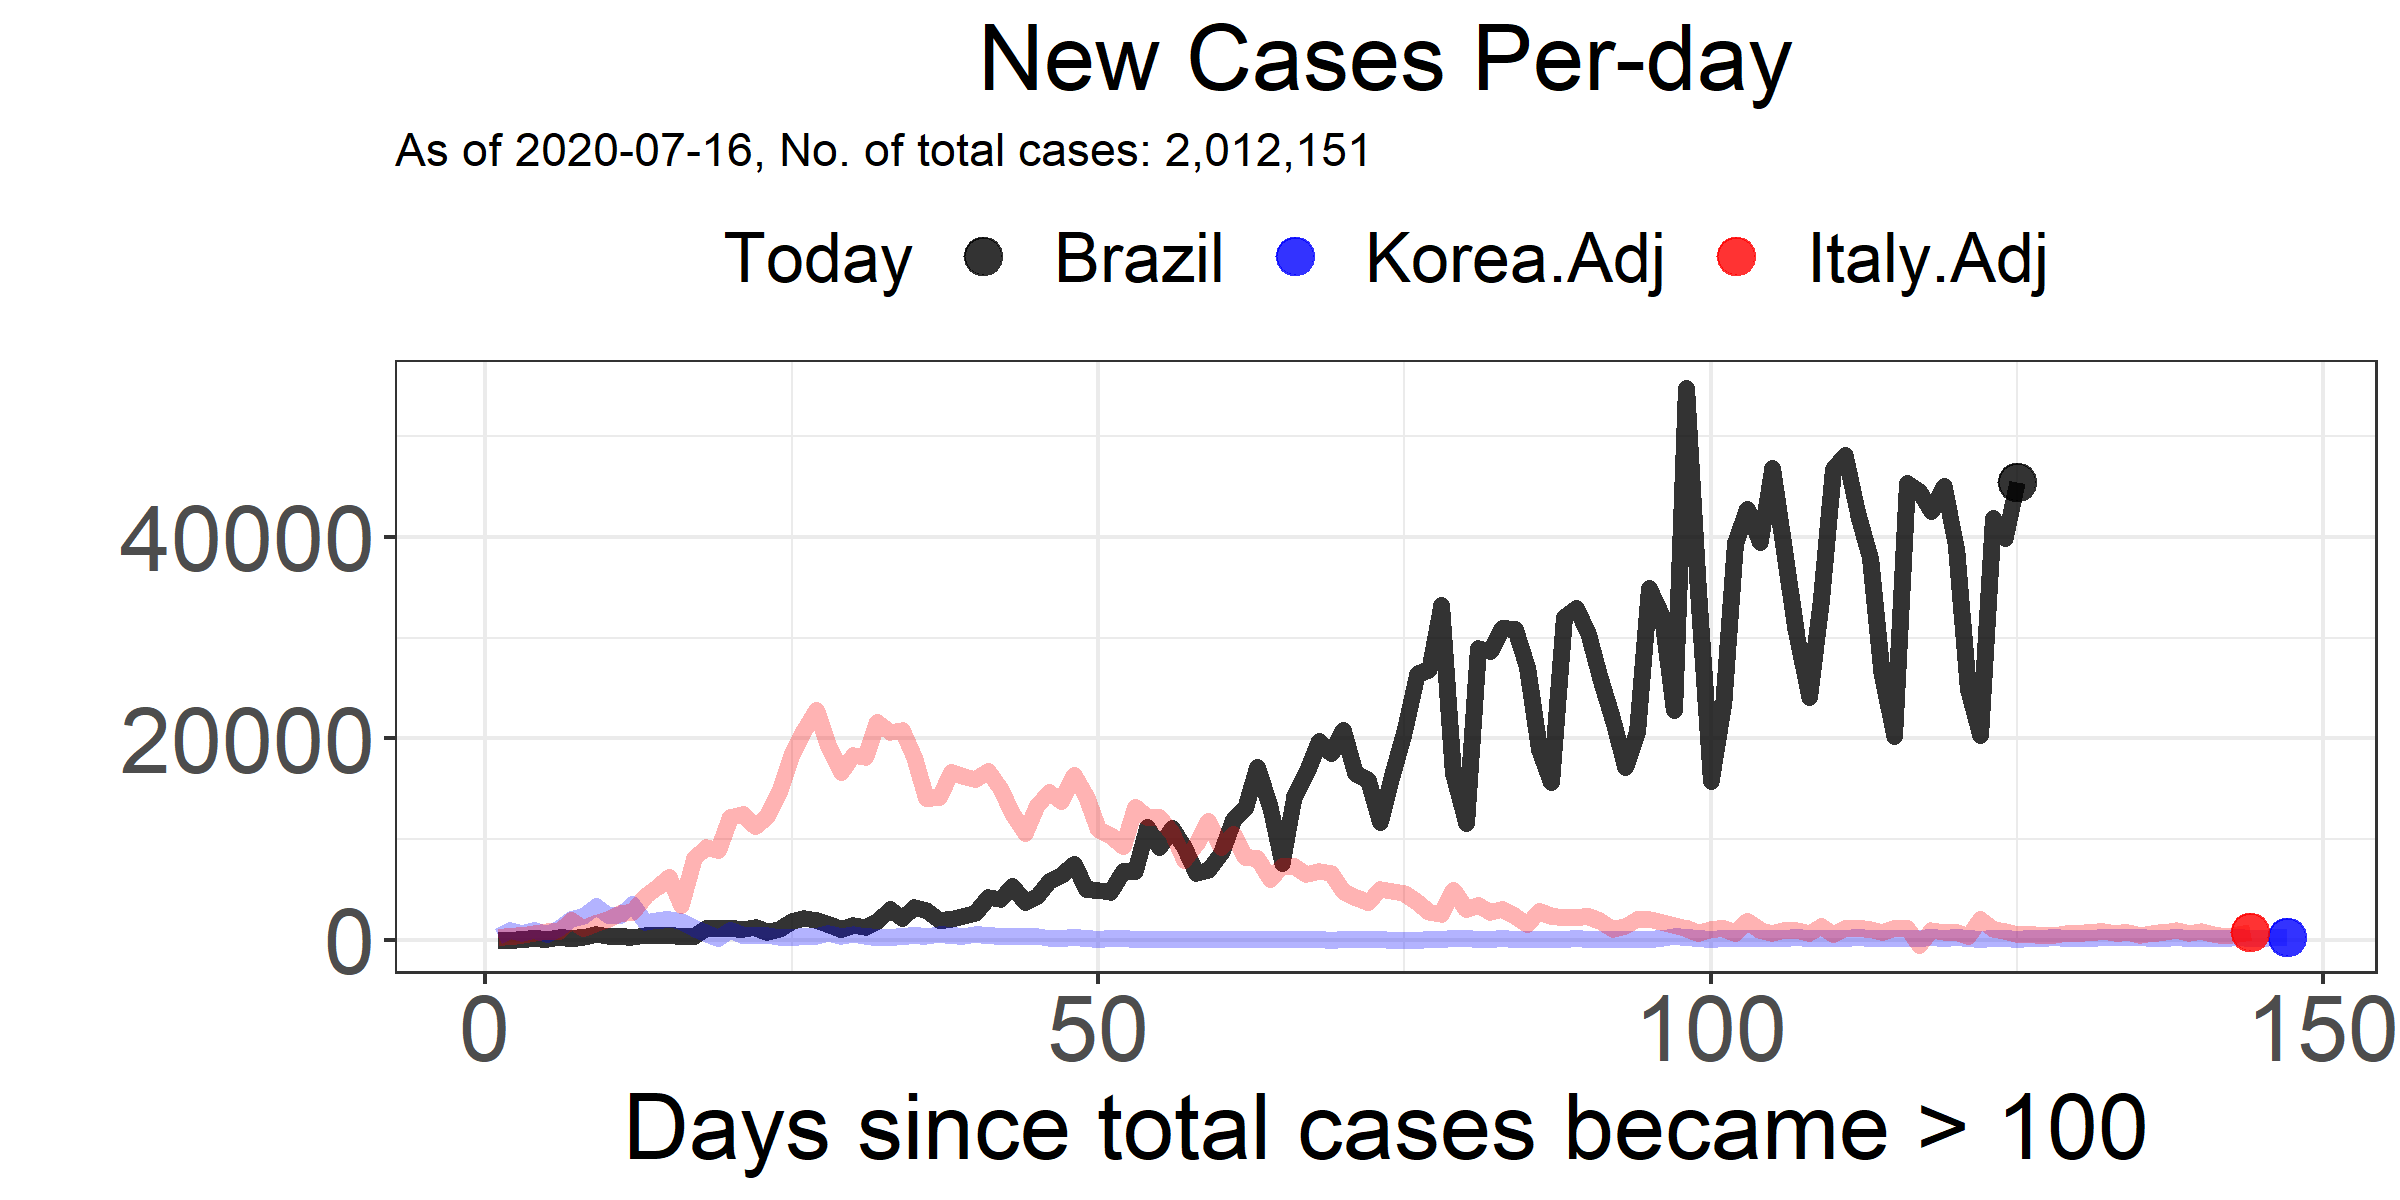 New Cases Per-day
As of 2020-07-16, No. of total cases: 2,012,151
Today Brazil Korea.Adj Italy.Adj
40000
20000
0
0 50 100 150
Days since total cases became > 100